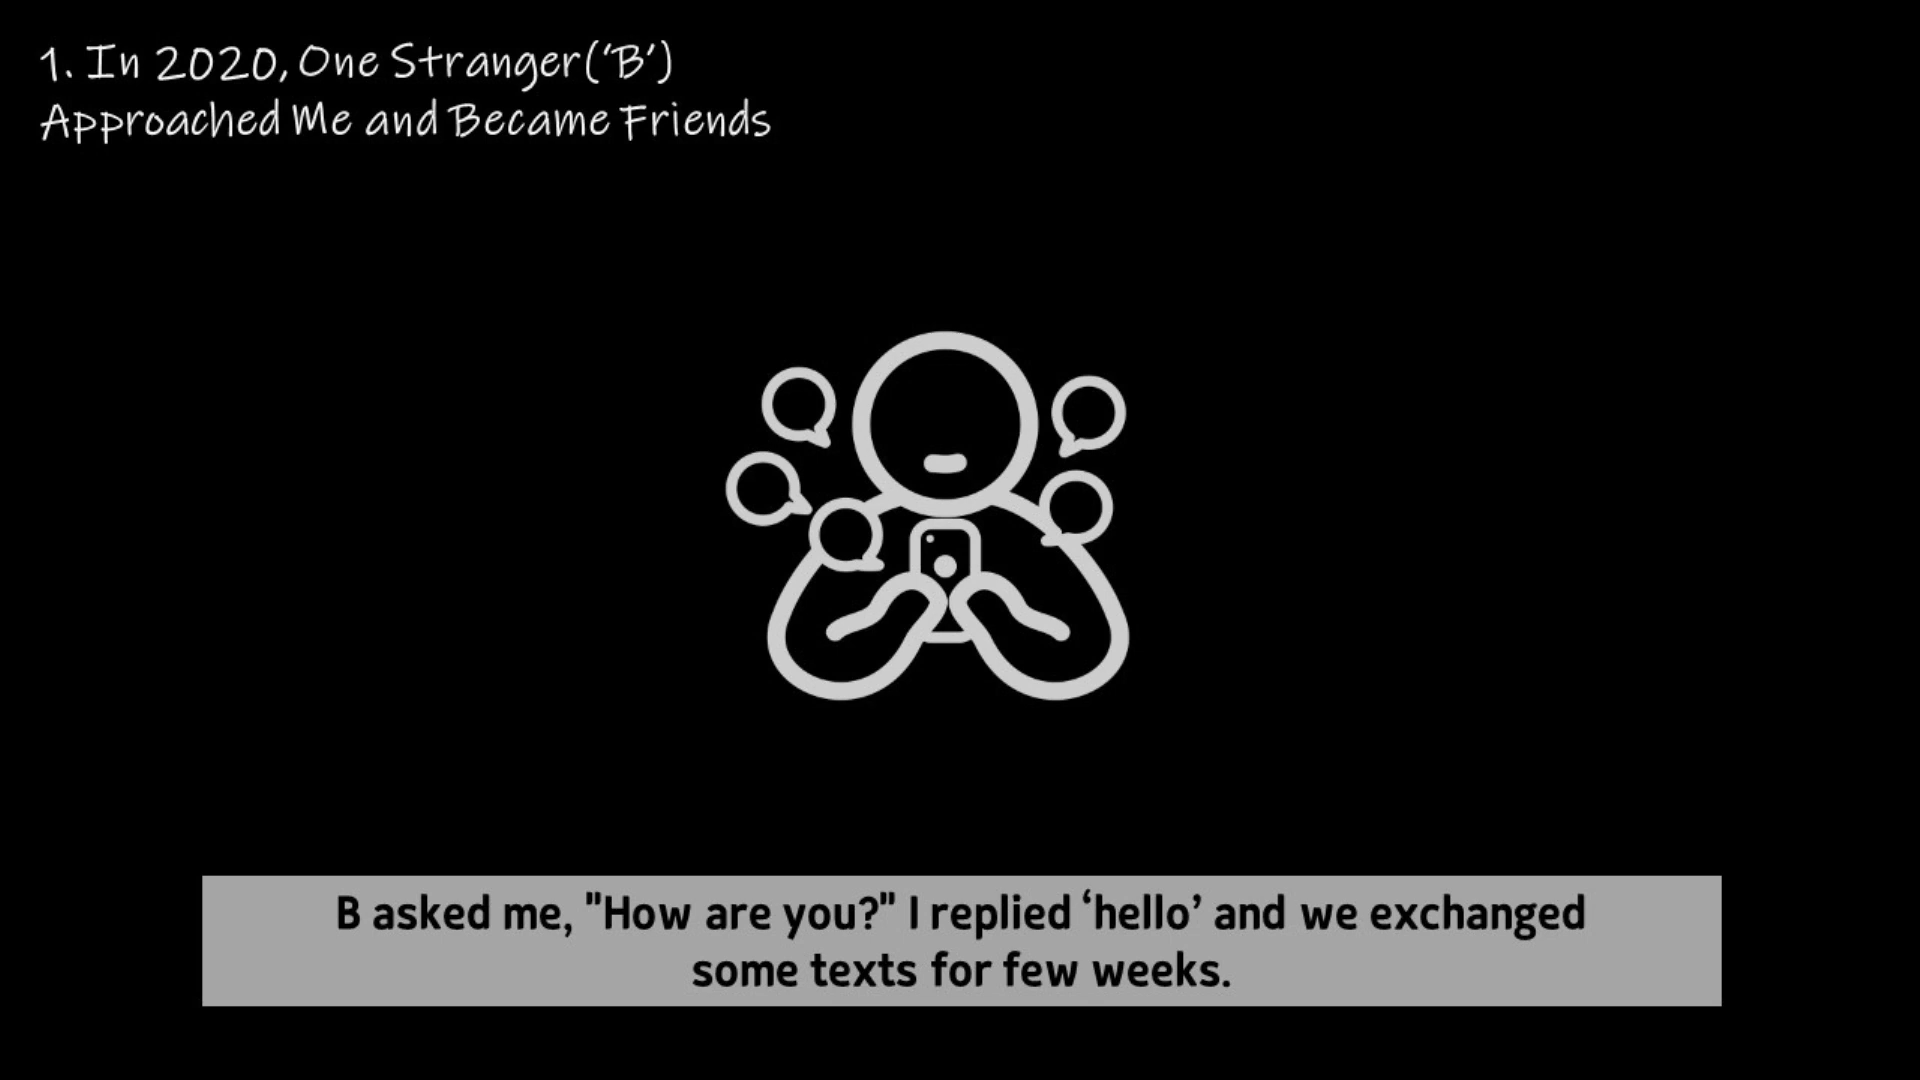 1. In 2020, One Stranger(‘B’)
Approached Me and Became Friends
B asked me, "How are you?" I replied ‘hello’ and we exchanged
some texts for few weeks.